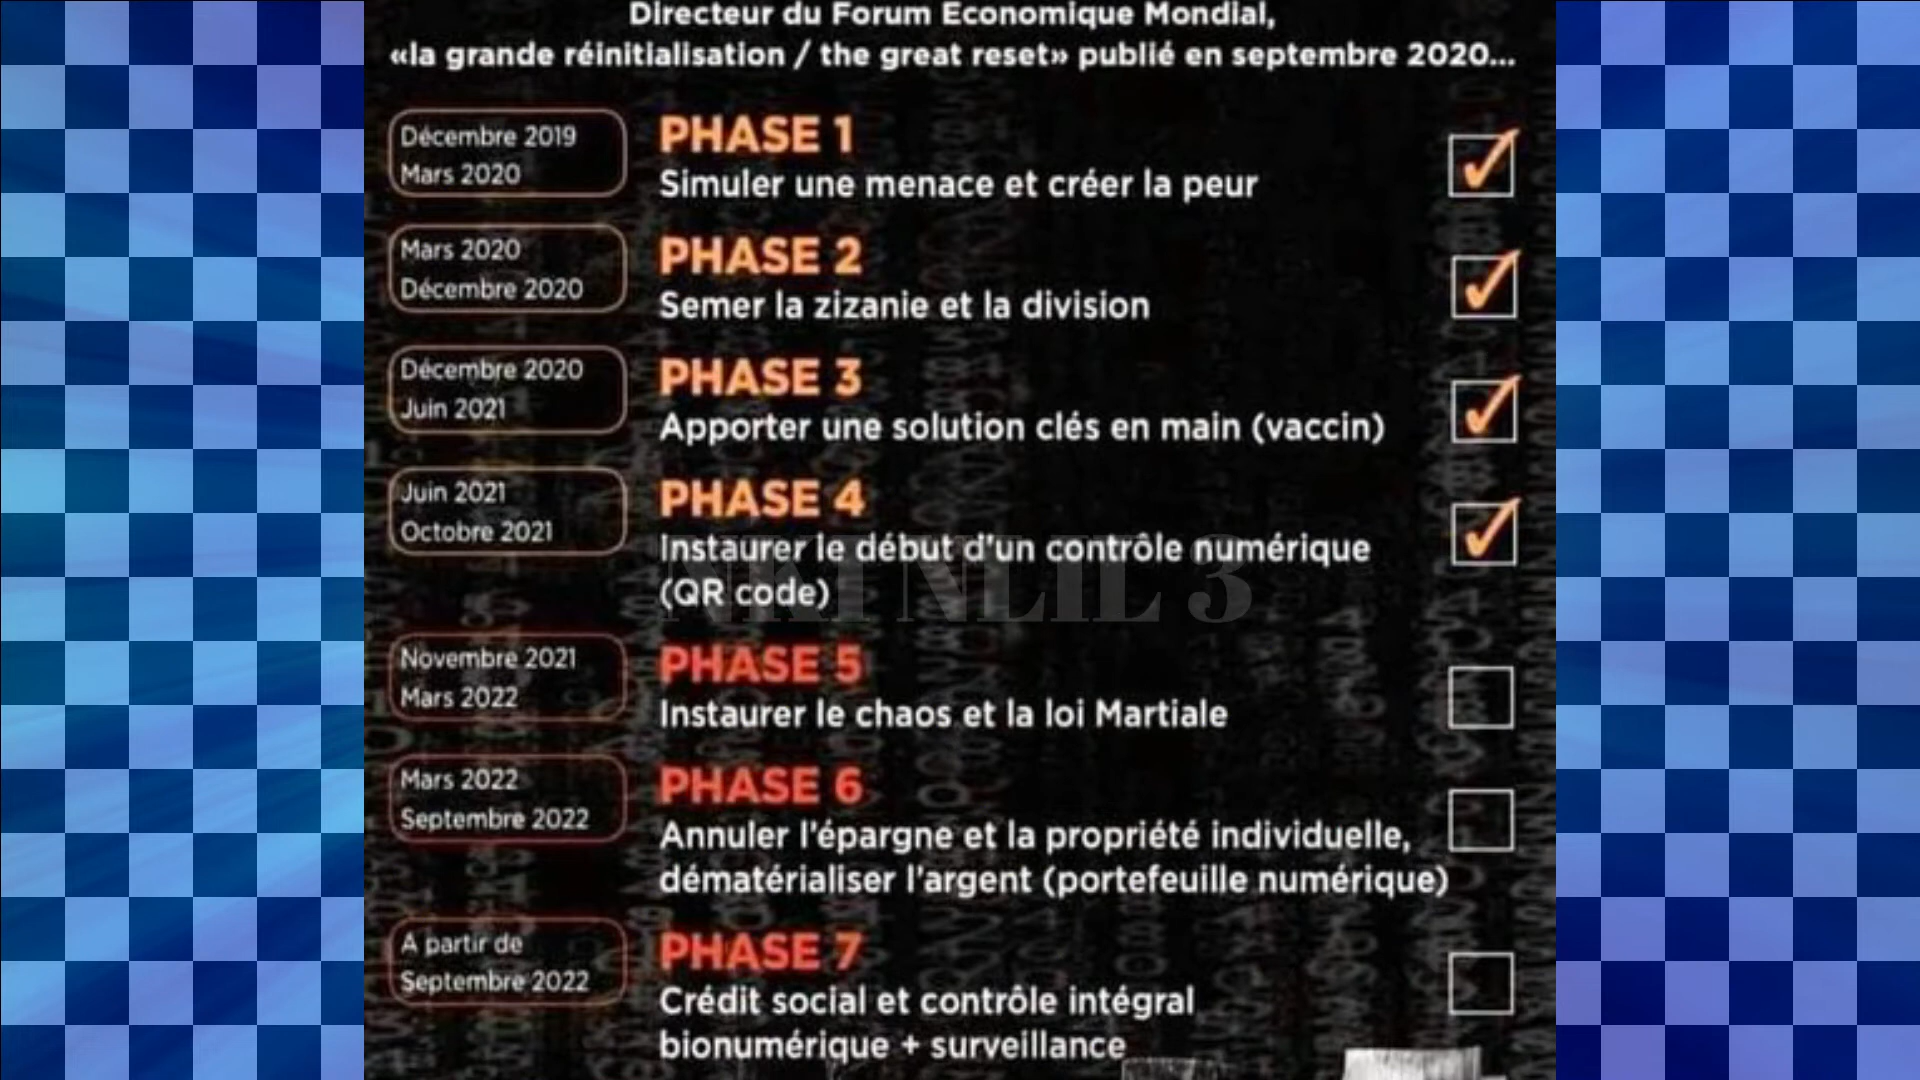 Directeur du Forum Economique Mondial,
«la grande réinitialisation / the great reset» publié en septembre 2020...
Décembre 2019
Mars 2020
PHASE 1
Simuler une menace et créer la peur
Mars 2020
Décembre 2020
PHASE 2
Semer la zizanie et la division
Décembre 2020
Juin 2021
PHASE 3
Apporter une solution clés en main (vaccin)
Juin 2021
Octobre 2021
PHASE 4
Instaurer le début d'un contrôle numérique
(QR code)
NKI NLIL 3
Novembre 2021
Mars 2022
PHASE 5
Instaurer le chaos et la loi Martiale
Mars 2022
Septembre 2022
PHASE 6
Annuler l'épargne et la propriété individuelle,
dématérialiser l'argent (portefeuille numérique)
A partir de
Septembre 2022
PHASE 7
Crédit social et contrôle intégral
bionumérique + surveillance